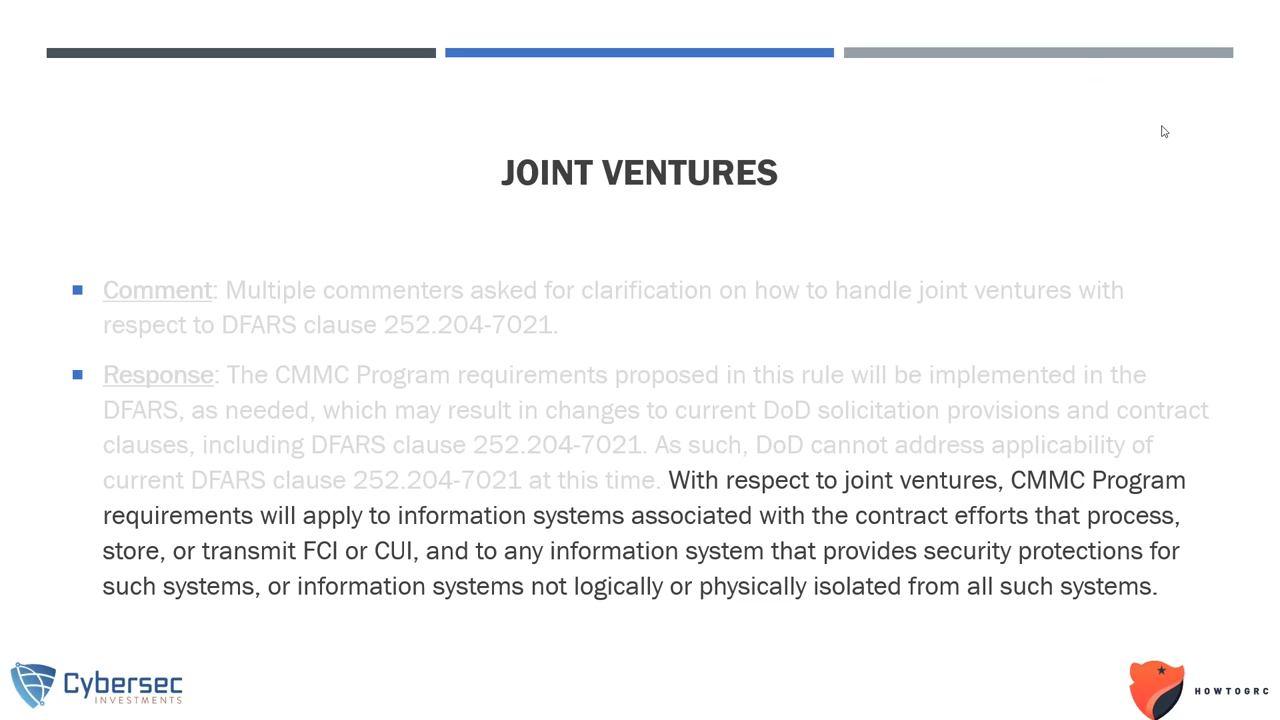 JOINT VENTURES
Comment: Multiple commenters asked for clarification on how to handle joint ventures with
respect to DFARS clause 252.204-7021.
Response: The CMMC Program requirements proposed in this rule will be implemented in the
DFARS, as needed, which may result in changes to current DoD solicitation provisions and contract
clauses, including DFARS clause 252.204-7021. As such, DoD cannot address applicability of
current DFARS clause 252.204-7021 at this time. With respect to joint ventures, CMMC Program
requirements will apply to information systems associated with the contract efforts that process,
store, or transmit FCI or CUI, and to any information system that provides security protections for
such systems, or information systems not logically or physically isolated from all such systems.
Cybersec
INVESTMENTS
HOWTOGRC